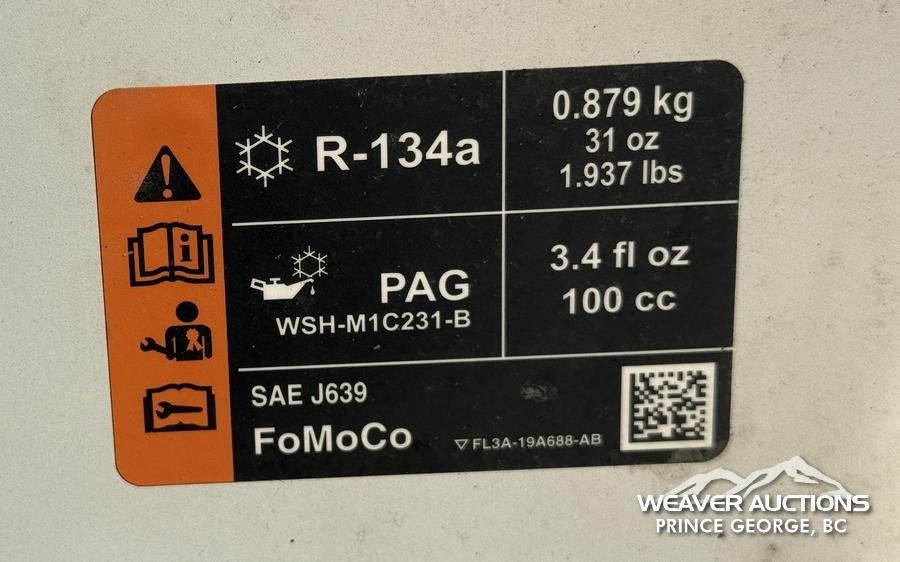 R-134a
0.879 kg
31 oz
1.937 lbs
PAG
WSH-M1C231-B
3.4 fl oz
100 cc
SAE J639
FoMoCo
FL3A-19A688-AB
WEAVER AUCTIONS
PRINCE GEORGE, BC